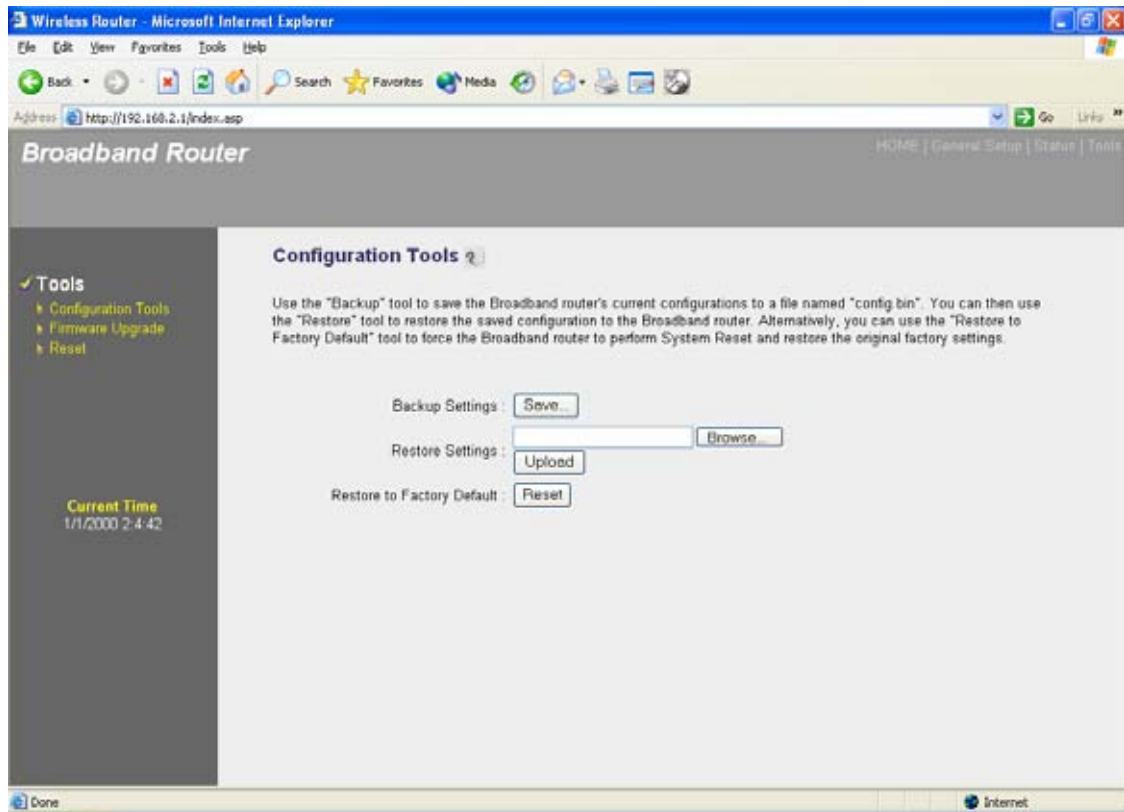 Wireless Router - Microsoft Internet Explorer
File Edit View Favorites Tools Help
Back Search Favorites Media
Address http://192.168.2.1/index.asp Go Links »
Broadband Router
HOME | General Setup | Status | Tools
Configuration Tools
Tools
Configuration Tools
Firmware Upgrade
Reset
Use the "Backup" tool to save the Broadband router's current configurations to a file named "config.bin". You can then use
the "Restore" tool to restore the saved configuration to the Broadband router. Alternatively, you can use the "Restore to
Factory Default" tool to force the Broadband router to perform System Reset and restore the original factory settings.
Backup Settings : Save...
Restore Settings : Browse...
Upload
Restore to Factory Default : Reset
Current Time
1/1/2000 2:4:42
Done
Internet